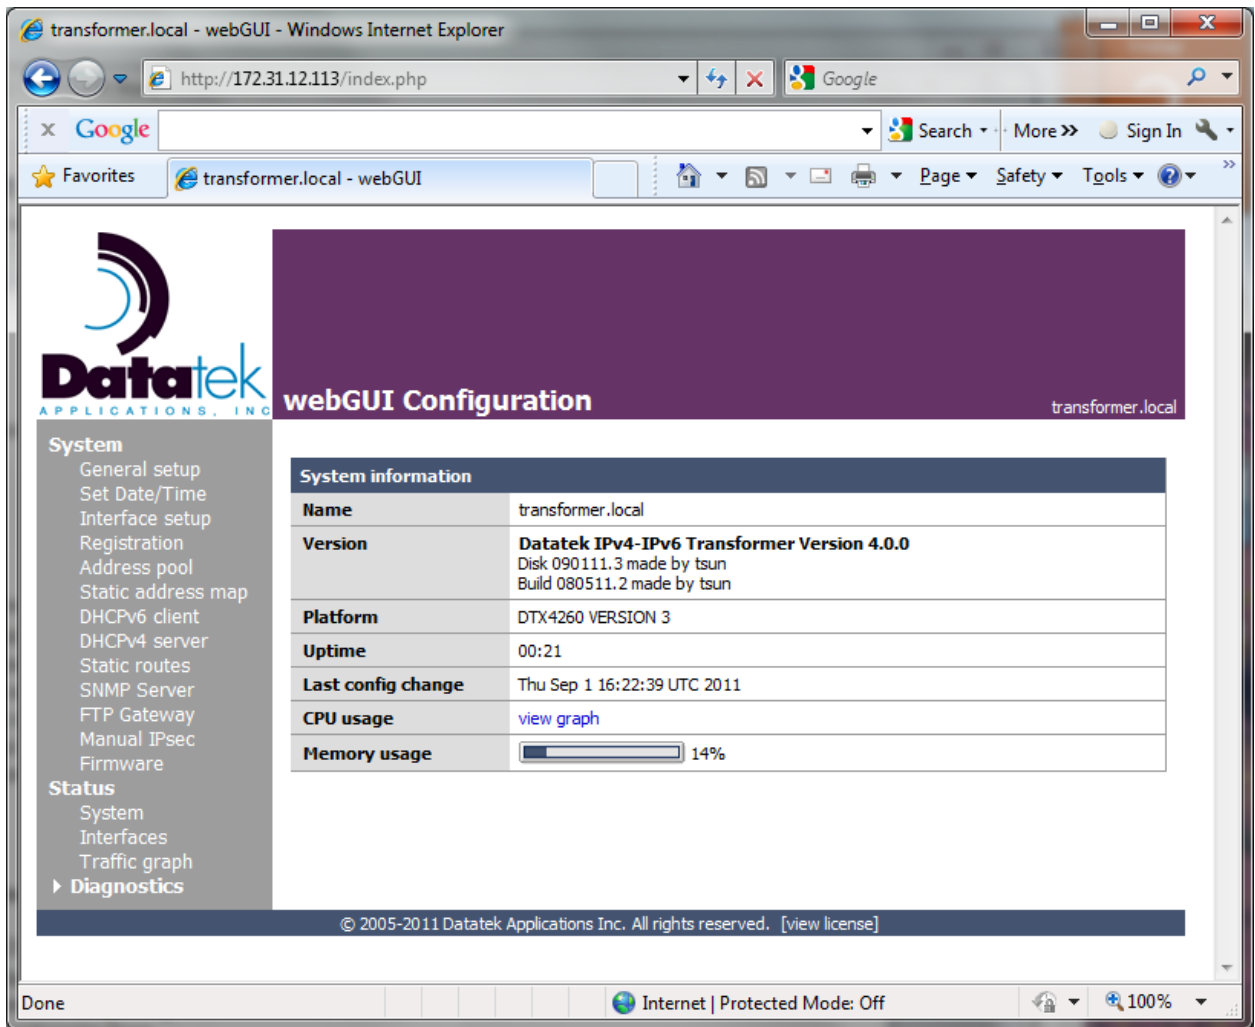 transformer.local - webGUI - Windows Internet Explorer
http://172.31.12.113/index.php
Google
x Google
Search
More >>
Sign In
Favorites
transformer.local - webGUI
Page
Safety
Tools
>>
Datatek
APPLICATIONS, INC
webGUI Configuration
transformer.local
System
General setup
Set Date/Time
Interface setup
Registration
Address pool
Static address map
DHCPv6 client
DHCPv4 server
Static routes
SNMP Server
FTP Gateway
Manual IPsec
Firmware
Status
System
Interfaces
Traffic graph
Diagnostics
System information
Name transformer.local
Version Datatek IPv4-IPv6 Transformer Version 4.0.0
Disk 090111.3 made by tsun
Build 080511.2 made by tsun
Platform DTX4260 VERSION 3
Uptime 00:21
Last config change Thu Sep 1 16:22:39 UTC 2011
CPU usage view graph
Memory usage 14%
© 2005-2011 Datatek Applications Inc. All rights reserved. [view license]
Done
Internet | Protected Mode: Off
100%